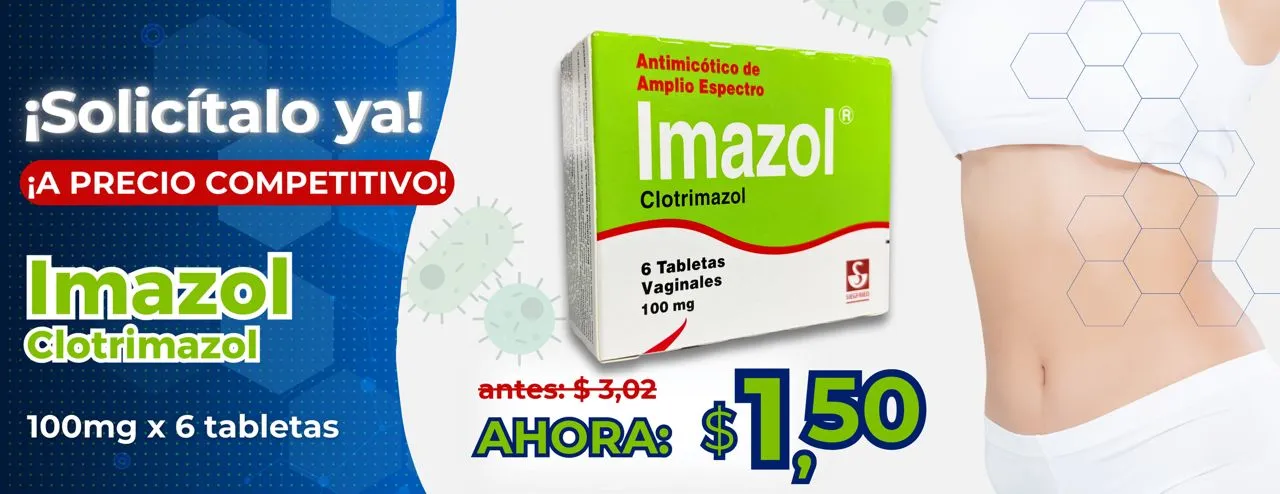 ¡Solicítalo ya!
¡A PRECIO COMPETITIVO!
Imazol
Clotrimazol
100mg x 6 tabletas
Antimicótico de
Amplio Espectro
Imazol®
Clotrimazol
6 Tabletas
Vaginales
100 mg
SIEGFRIED
antes: $ 3,02
AHORA: $1,50